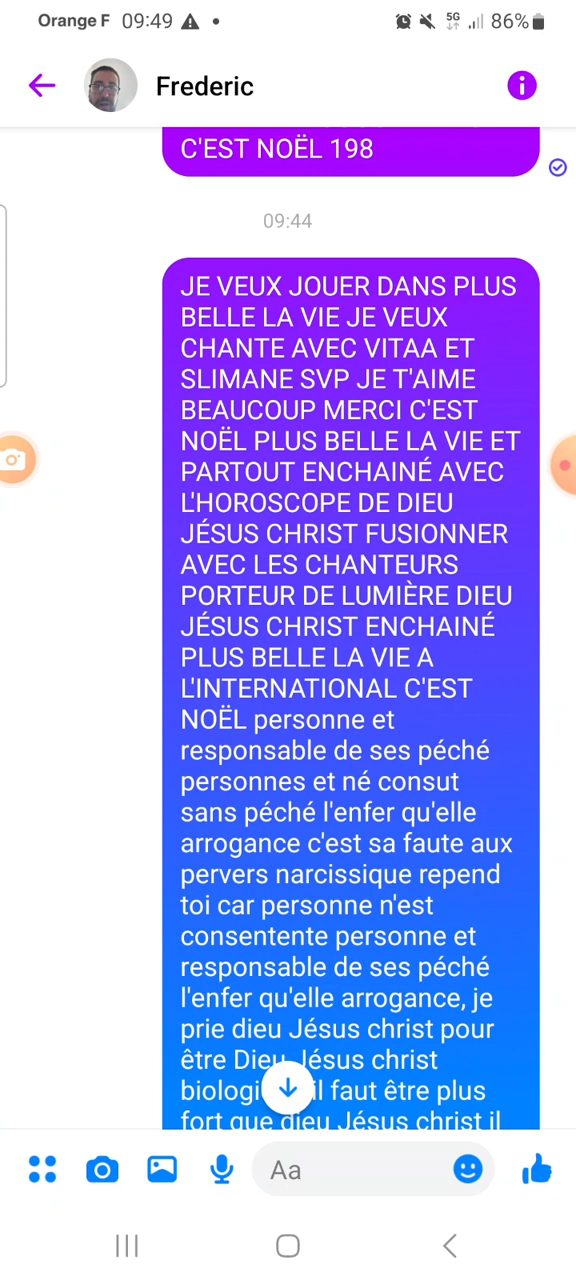 Orange F 09:49 5G 86%
Frederic
C'EST NOËL 198
09:44
JE VEUX JOUER DANS PLUS
BELLE LA VIE JE VEUX
CHANTE AVEC VITAA ET
SLIMANE SVP JE T'AIME
BEAUCOUP MERCI C'EST
NOËL PLUS BELLE LA VIE ET
PARTOUT ENCHAINÉ AVEC
L'HOROSCOPE DE DIEU
JÉSUS CHRIST FUSIONNER
AVEC LES CHANTEURS
PORTEUR DE LUMIÈRE DIEU
JÉSUS CHRIST ENCHAINÉ
PLUS BELLE LA VIE A
L'INTERNATIONAL C'EST
NOËL personne et
responsable de ses péché
personnes et né consut
sans péché l'enfer qu'elle
arrogance c'est sa faute aux
pervers narcissique repend
toi car personne n'est
consentente personne et
responsable de ses péché
l'enfer qu'elle arrogance, je
prie dieu Jésus christ pour
être Dieu Jésus christ
il faut être plus
fort que dieu Jésus christ il
Aa